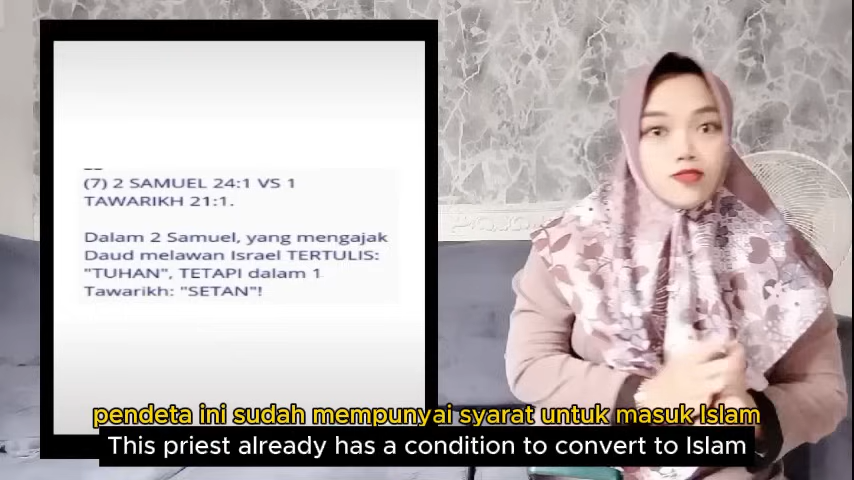 (7) 2 SAMUEL 24:1 VS 1
TAWARIKH 21:1.
Dalam 2 Samuel, yang mengajak
Daud melawan Israel TERTULIS:
"TUHAN", TETAPI dalam 1
Tawarikh: "SETAN"!
pendeta ini sudah mempunyai syarat untuk masuk Islam
This priest already has a condition to convert to Islam